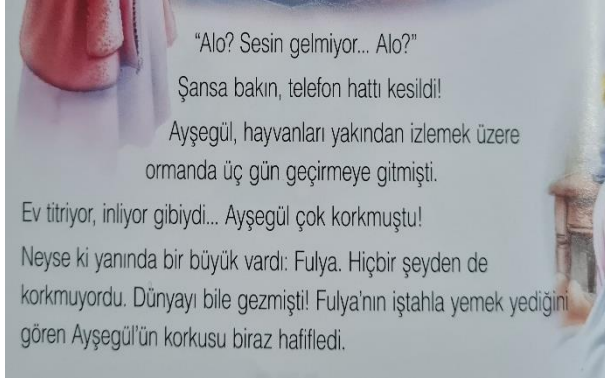 “Alo? Sesin gelmiyor... Alo?”
Şansa bakın, telefon hattı kesildi!
Ayşegül, hayvanları yakından izlemek üzere
ormanda üç gün geçirmeye gitmişti.
Ev titriyor, inliyor gibiydi... Ayşegül çok korkmuştu!
Neyse ki yanında bir büyük vardı: Fulya. Hiçbir şeyden de
korkmuyordu. Dünyayı bile gezmişti! Fulya’nın iştahla yemek yediğini
gören Ayşegül’ün korkusu biraz hafifledi.